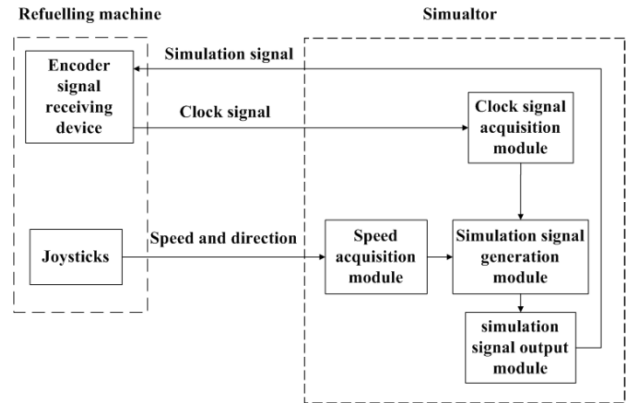 Refuelling machine
Simualtor
Simulation signal
Encoder
signal
receiving
device
Clock signal
Clock signal
acquisition
module
Speed and direction
Joysticks
Speed
acquisition
module
Simulation signal
generation
module
simulation
signal output
module